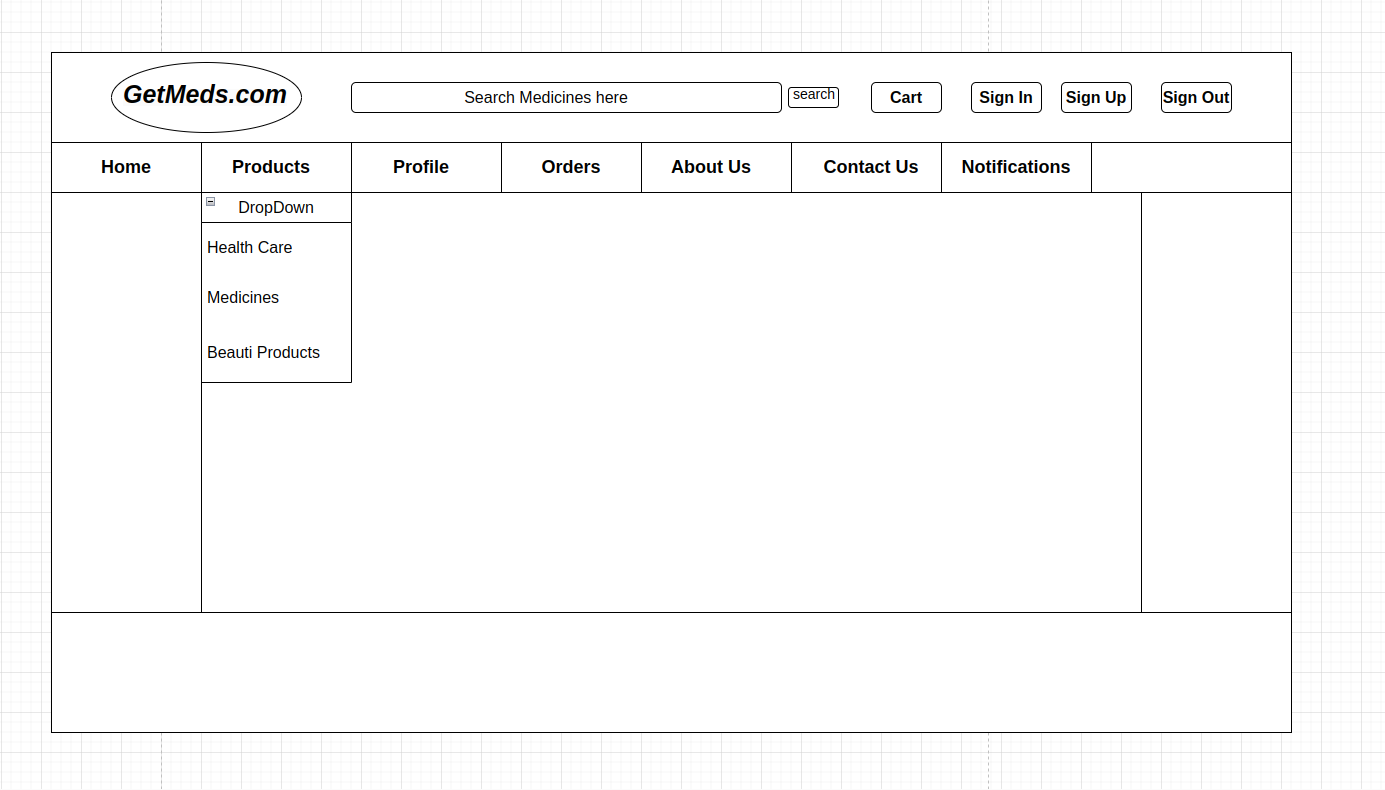 GetMeds.com
Search Medicines here
search
Cart
Sign In
Sign Up
Sign Out
Home
Products
Profile
Orders
About Us
Contact Us
Notifications
DropDown
Health Care
Medicines
Beauti Products